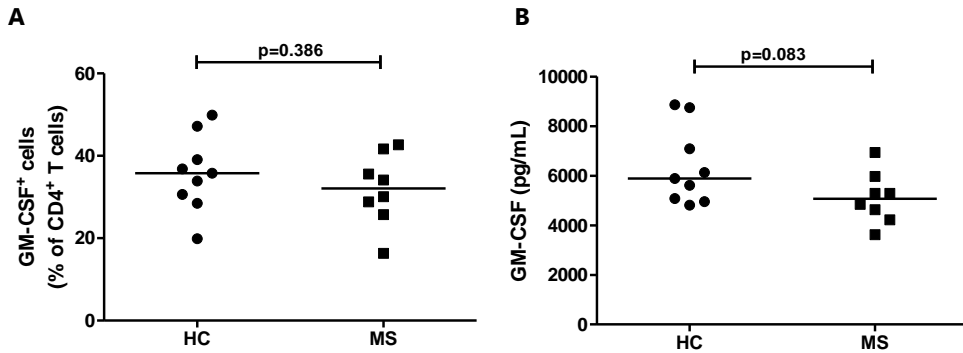 A
p=0.386
GM-CSF⁺ cells
(% of CD4⁺ T cells)
60
40
20
0
HC
MS
B
p=0.083
GM-CSF (pg/mL)
10000
8000
6000
4000
2000
0
HC
MS